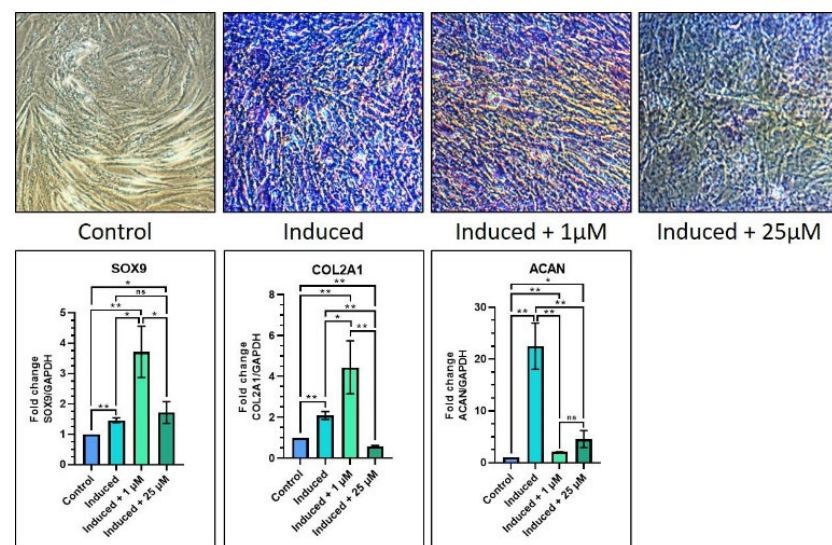 Control
Induced
Induced + 1µM
Induced + 25µM
SOX9
*
ns
**
* *
**
Fold change
SOX9/GAPDH
5
4
3
2
1
0
Control
Induced
Induced + 1 µM
Induced + 25 µM
COL2A1
**
**
**
*
**
**
Fold change
COL2A1/GAPDH
8
6
4
2
0
Control
Induced
Induced + 1 µM
Induced + 25 µM
ACAN
*
**
**
** **
ns
Fold change
ACAN/GAPDH
30
20
10
5
0
Control
Induced
Induced + 1 µM
Induced + 25 µM